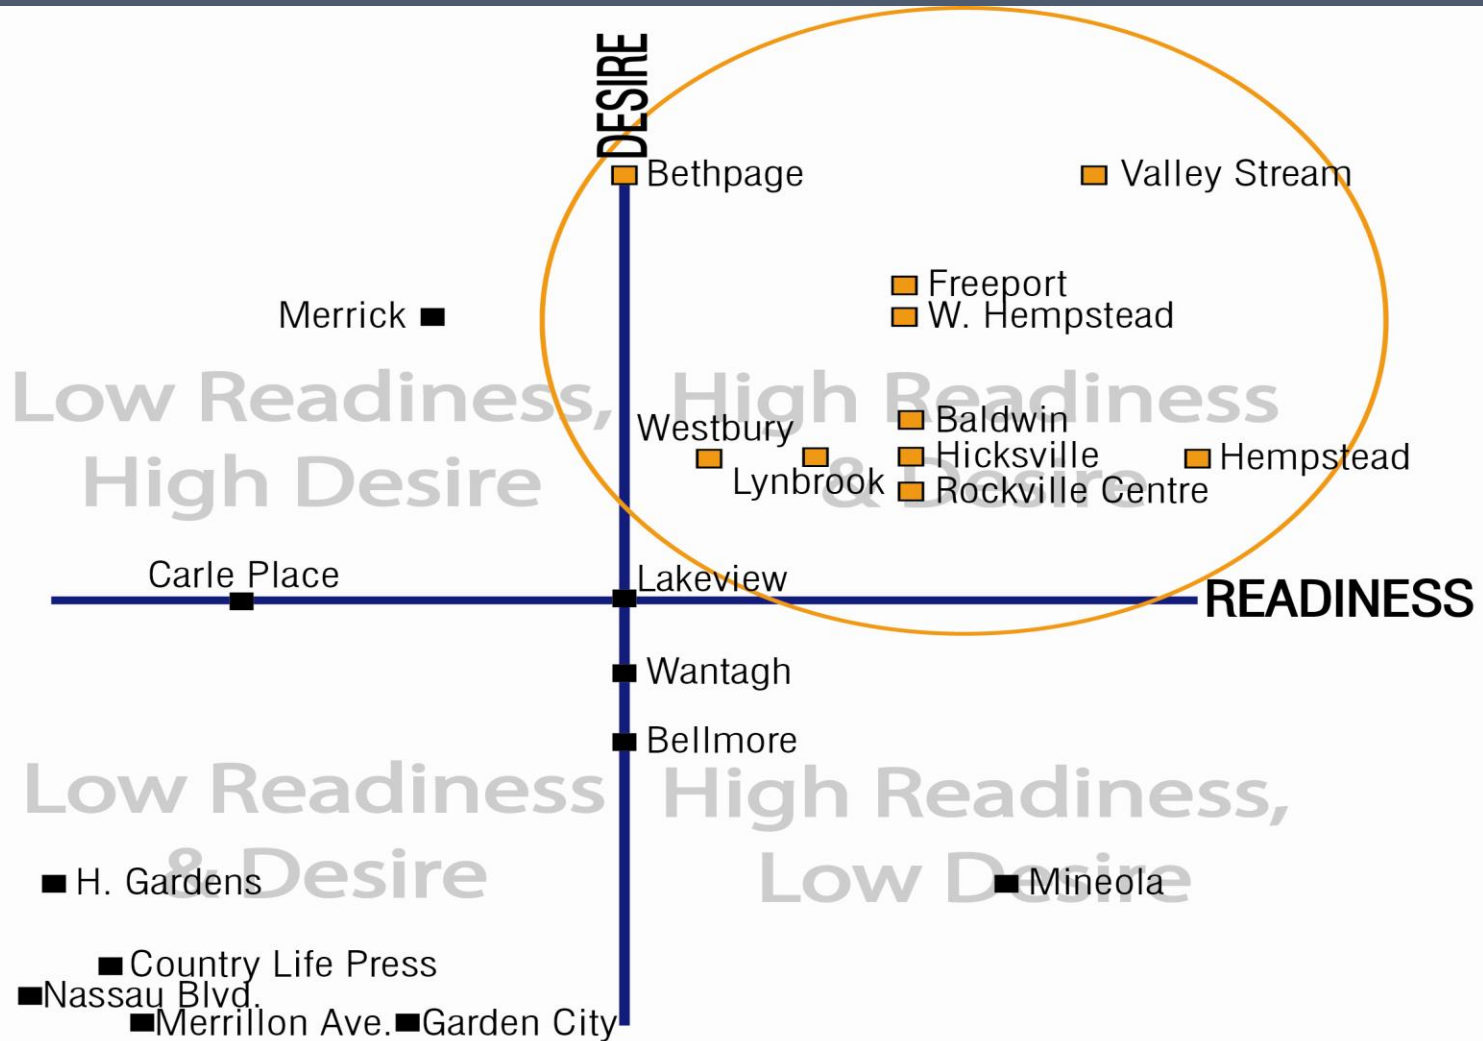 DESIRE
Bethpage
Valley Stream
Freeport
Merrick
W. Hempstead
Low Readiness,
High Desire
High Readiness
& Desire
Baldwin
Westbury
Hicksville
Hempstead
Lynbrook
Rockville Centre
Carle Place
Lakeview
READINESS
Wantagh
Bellmore
Low Readiness
& Desire
High Readiness,
Low Desire
H. Gardens
Mineola
Country Life Press
Nassau Blvd.
Merrillon Ave.
Garden City